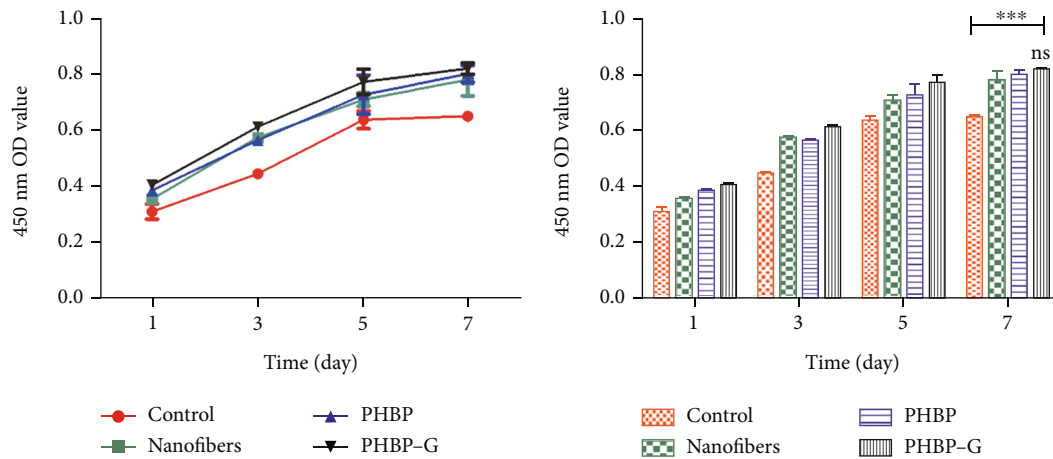 1.0
0.8
0.6
0.4
0.2
0.0
450 nm OD value
1 3 5 7
Time (day)
Control
Nanofibers
PHBP
PHBP–G
1.0
0.8
0.6
0.4
0.2
0.0
450 nm OD value
***
ns
1 3 5 7
Time (day)
Control
Nanofibers
PHBP
PHBP–G